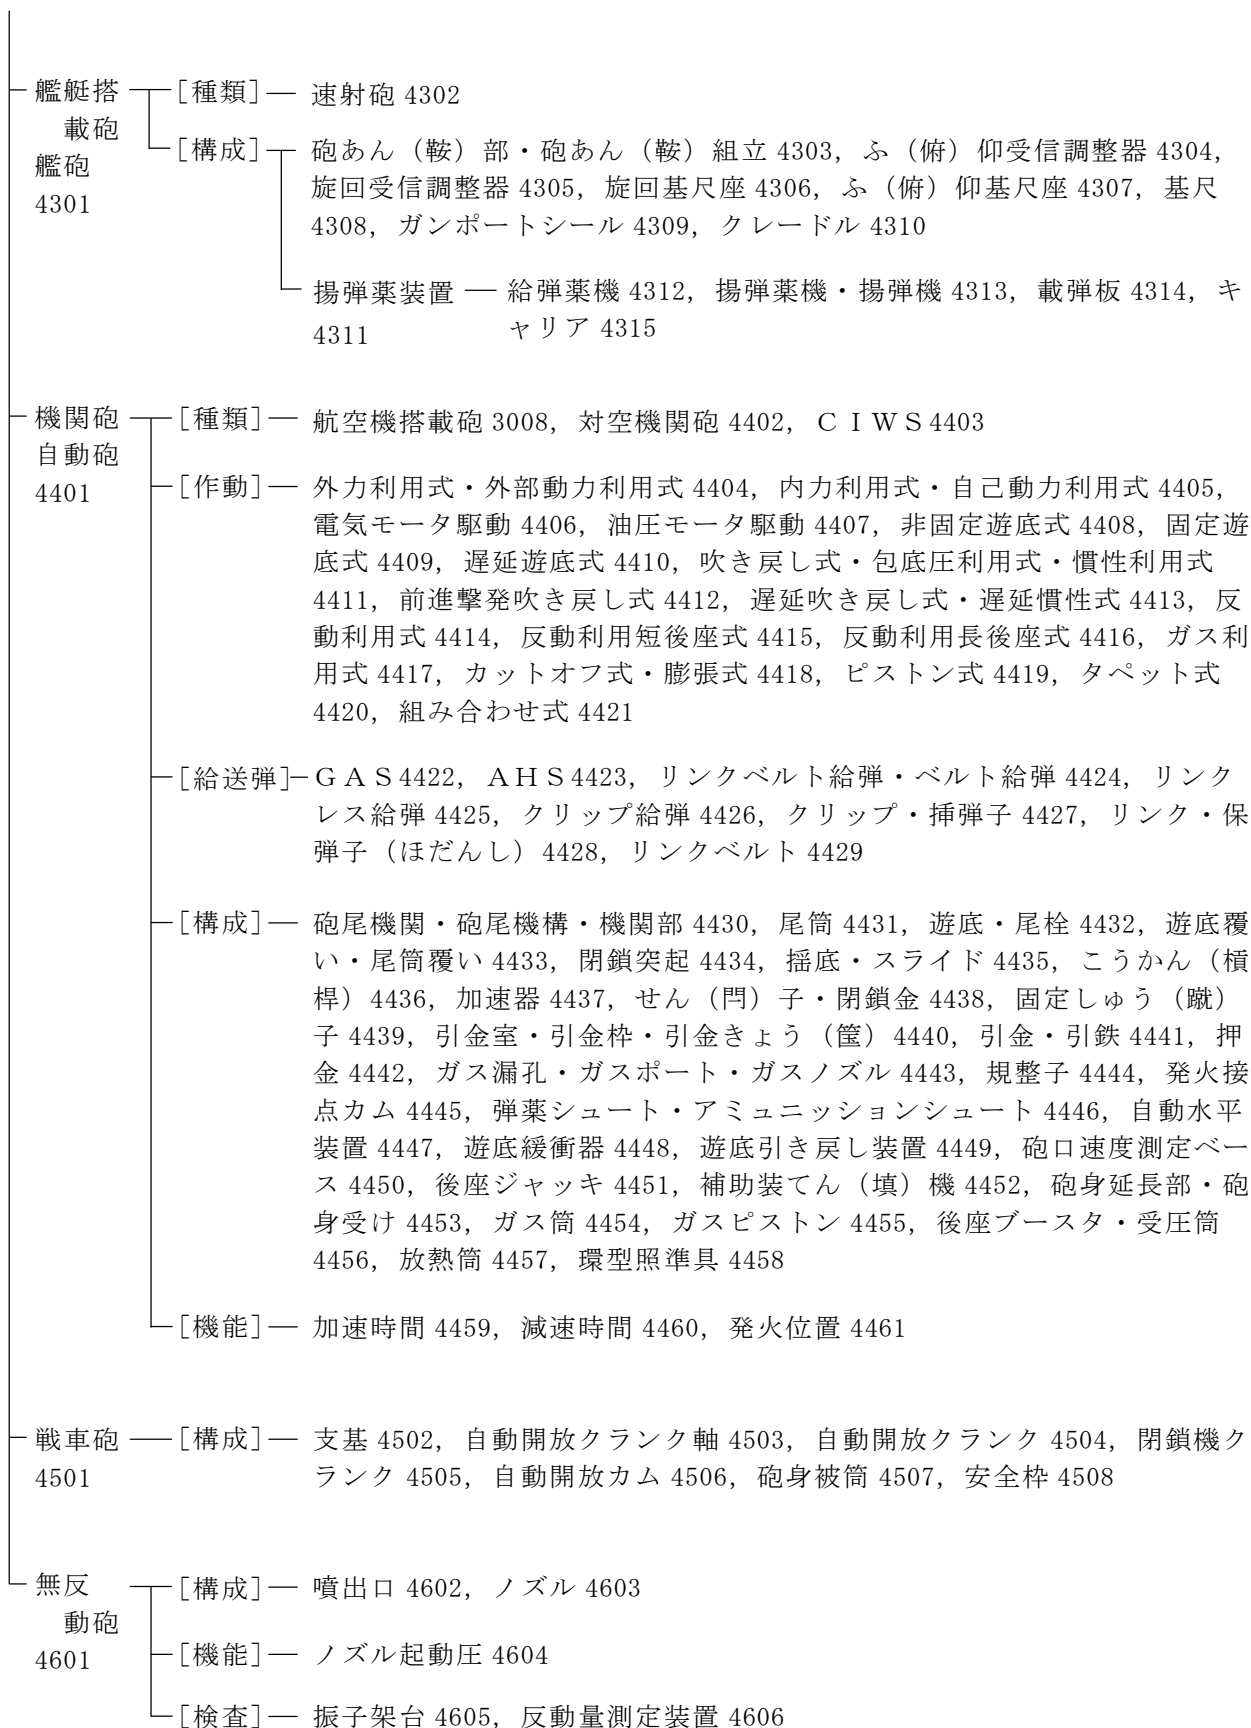 艦艇搭載砲
艦砲
4301
[種類] 速射砲 4302
[構成] 砲あん（鞍）部・砲あん（鞍）組立 4303, ふ（俯）仰受信調整器 4304,
旋回受信調整器 4305, 旋回基尺座 4306, ふ（俯）仰基尺座 4307, 基尺
4308, ガンポートシール 4309, クレードル 4310
揚弾薬装置
4311
給弾薬機 4312, 揚弾薬機・揚弾機 4313, 載弾板 4314, キ
ャリア 4315
機関砲
自動砲
4401
[種類] 航空機搭載砲 3008, 対空機関砲 4402, ＣＩＷＳ4403
[作動] 外力利用式・外部動力利用式 4404, 内力利用式・自己動力利用式 4405,
電気モータ駆動 4406, 油圧モータ駆動 4407, 非固定遊底式 4408, 固定遊
底式 4409, 遅延遊底式 4410, 吹き戻し式・包底圧利用式・慣性利用式
4411, 前進撃発吹き戻し式 4412, 遅延吹き戻し式・遅延慣性式 4413, 反
動利用式 4414, 反動利用短後座式 4415, 反動利用長後座式 4416, ガス利
用式 4417, カットオフ式・膨張式 4418, ピストン式 4419, タペット式
4420, 組み合わせ式 4421
[給送弾] ＧＡＳ4422, ＡＨＳ4423, リンクベルト給弾・ベルト給弾 4424, リンク
レス給弾 4425, クリップ給弾 4426, クリップ・挿弾子 4427, リンク・保
弾子（ほだんし）4428, リンクベルト 4429
[構成] 砲尾機関・砲尾機構・機関部 4430, 尾筒 4431, 遊底・尾栓 4432, 遊底覆
い・尾筒覆い 4433, 閉鎖突起 4434, 揺底・スライド 4435, こうかん（槓
桿）4436, 加速器 4437, せん（閂）子・閉鎖金 4438, 固定しゅう（蹴）
子 4439, 引金室・引金枠・引金きょう（筐）4440, 引金・引鉄 4441, 押
金 4442, ガス漏孔・ガスポート・ガスノズル 4443, 規整子 4444, 発火接
点カム 4445, 弾薬シュート・アミュニッションシュート 4446, 自動水平
装置 4447, 遊底緩衝器 4448, 遊底引き戻し装置 4449, 砲口速度測定ベー
ス 4450, 後座ジャッキ 4451, 補助装てん（填）機 4452, 砲身延長部・砲
身受け 4453, ガス筒 4454, ガスピストン 4455, 後座ブースタ・受圧筒
4456, 放熱筒 4457, 環型照準具 4458
[機能] 加速時間 4459, 減速時間 4460, 発火位置 4461
戦車砲
4501
[構成] 支基 4502, 自動開放クランク軸 4503, 自動開放クランク 4504, 閉鎖機ク
ランク 4505, 自動開放カム 4506, 砲身被筒 4507, 安全枠 4508
無反動砲
4601
[構成] 噴出口 4602, ノズル 4603
[機能] ノズル起動圧 4604
[検査] 振子架台 4605, 反動量測定装置 4606